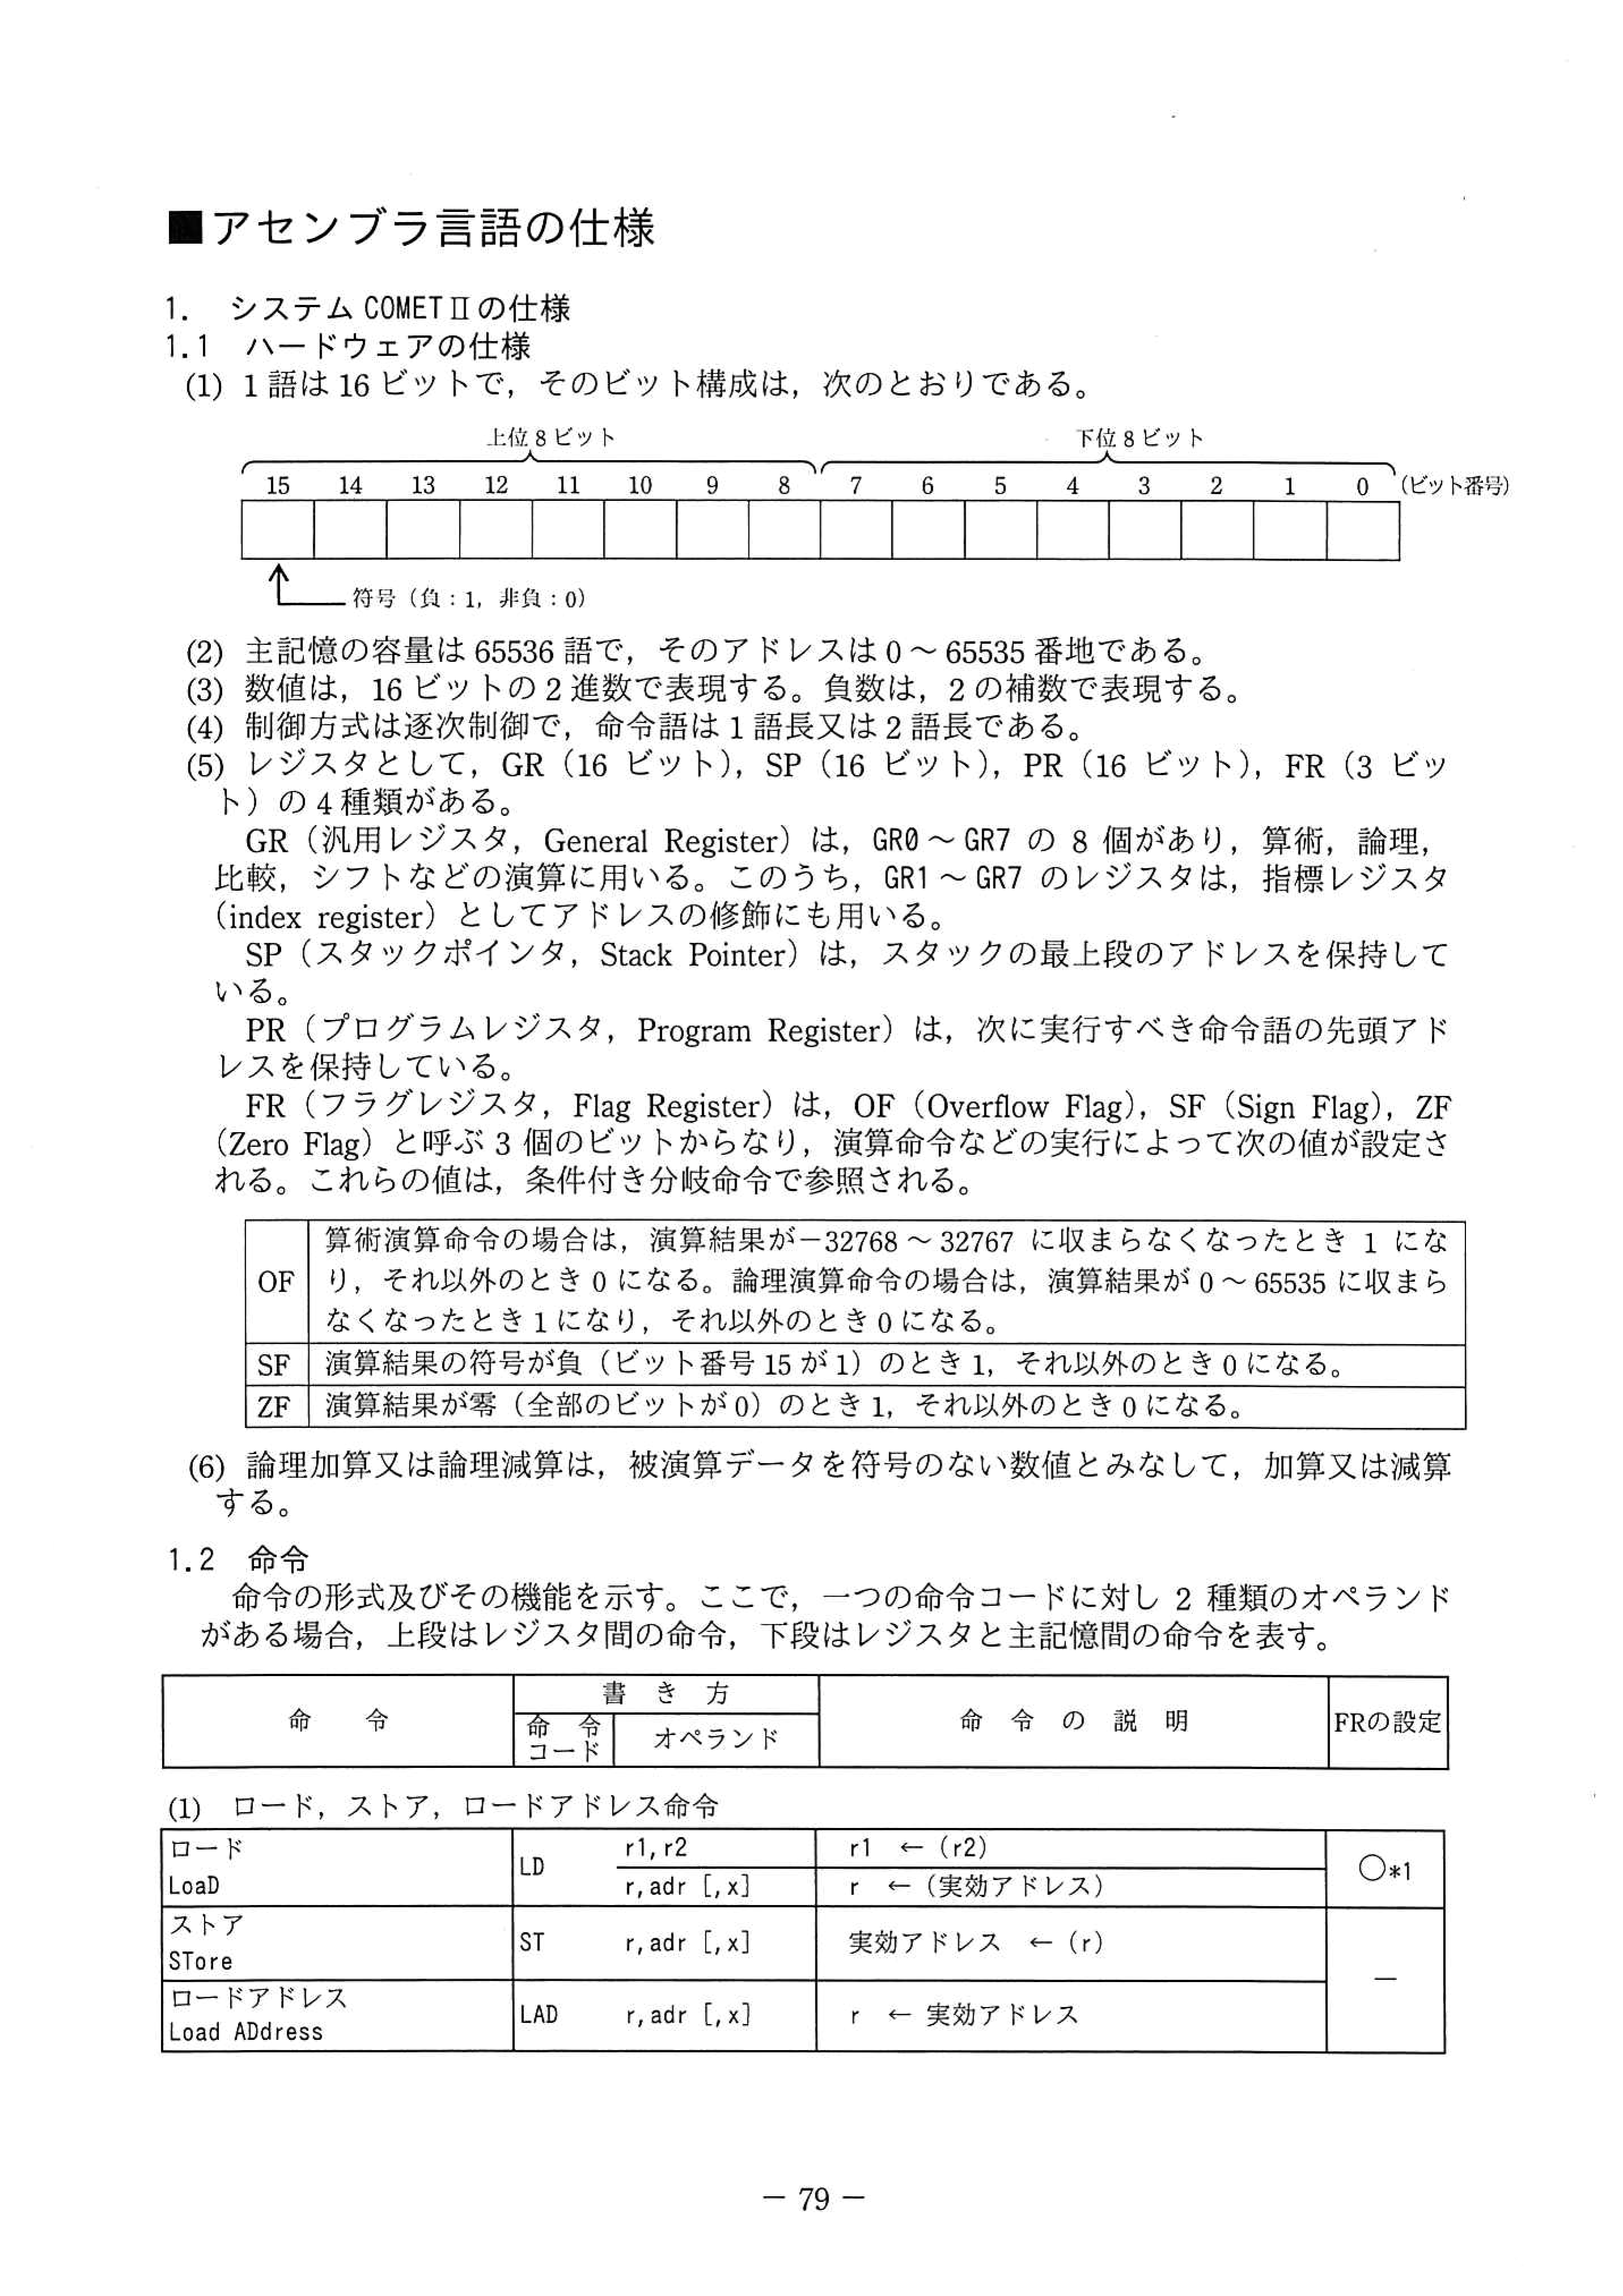 ■アセンブラ言語の仕様
1. システム COMETⅡの仕様
1.1 ハードウェアの仕様
(1) 1語は16ビットで，そのビット構成は，次のとおりである。
上位8ビット 下位8ビット
15 14 13 12 11 10 9 8 7 6 5 4 3 2 1 0 (ビット番号)
符号（負：1，非負：0）
(2) 主記憶の容量は65536語で，そのアドレスは0～65535番地である。
(3) 数値は，16ビットの2進数で表現する。負数は，2の補数で表現する。
(4) 制御方式は逐次制御で，命令語は1語長又は2語長である。
(5) レジスタとして，GR（16 ビット），SP（16 ビット），PR（16 ビット），FR（3 ビッ
ト）の4種類がある。
GR（汎用レジスタ，General Register）は，GR0～GR7 の 8 個があり，算術，論理，
比較，シフトなどの演算に用いる。このうち，GR1～GR7 のレジスタは，指標レジスタ
（index register）としてアドレスの修飾にも用いる。
SP（スタックポインタ，Stack Pointer）は，スタックの最上段のアドレスを保持して
いる。
PR（プログラムレジスタ，Program Register）は，次に実行すべき命令語の先頭アド
レスを保持している。
FR（フラグレジスタ，Flag Register）は，OF（Overflow Flag），SF（Sign Flag），ZF
（Zero Flag）と呼ぶ 3 個のビットからなり，演算命令などの実行によって次の値が設定さ
れる。これらの値は，条件付き分岐命令で参照される。
算術演算命令の場合は，演算結果が－32768～32767 に収まらなくなったとき 1 にな
OF り，それ以外のとき0になる。論理演算命令の場合は，演算結果が0～65535に収まら
なくなったとき1になり，それ以外のとき0になる。
SF 演算結果の符号が負（ビット番号15が1）のとき1，それ以外のとき0になる。
ZF 演算結果が零（全部のビットが0）のとき1，それ以外のとき0になる。
(6) 論理加算又は論理減算は，被演算データを符号のない数値とみなして，加算又は減算
する。
1.2 命令
命令の形式及びその機能を示す。ここで，一つの命令コードに対し 2 種類のオペランド
がある場合，上段はレジスタ間の命令，下段はレジスタと主記憶間の命令を表す。
書 き 方
命 令 命 令 の 説 明 FRの設定
命 令 オペランド
コード
(1) ロード，ストア，ロードアドレス命令
ロード r1,r2 r1 ← (r2)
LD ○*1
LoaD r,adr [,x] r ←（実効アドレス）
ストア
ST r,adr [,x] 実効アドレス ← (r)
STore
－
ロードアドレス
LAD r,adr [,x] r ← 実効アドレス
Load ADdress
－ 79 －